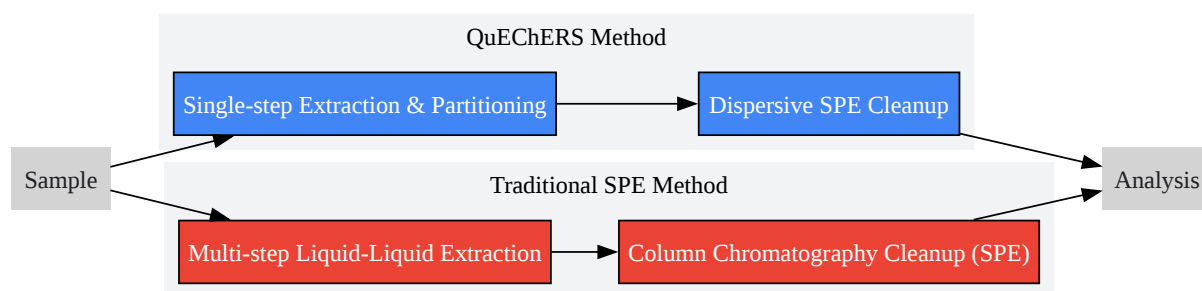 QuEChERS Method
Single-step Extraction & Partitioning
Dispersive SPE Cleanup
Sample
Analysis
Traditional SPE Method
Multi-step Liquid-Liquid Extraction
Column Chromatography Cleanup (SPE)